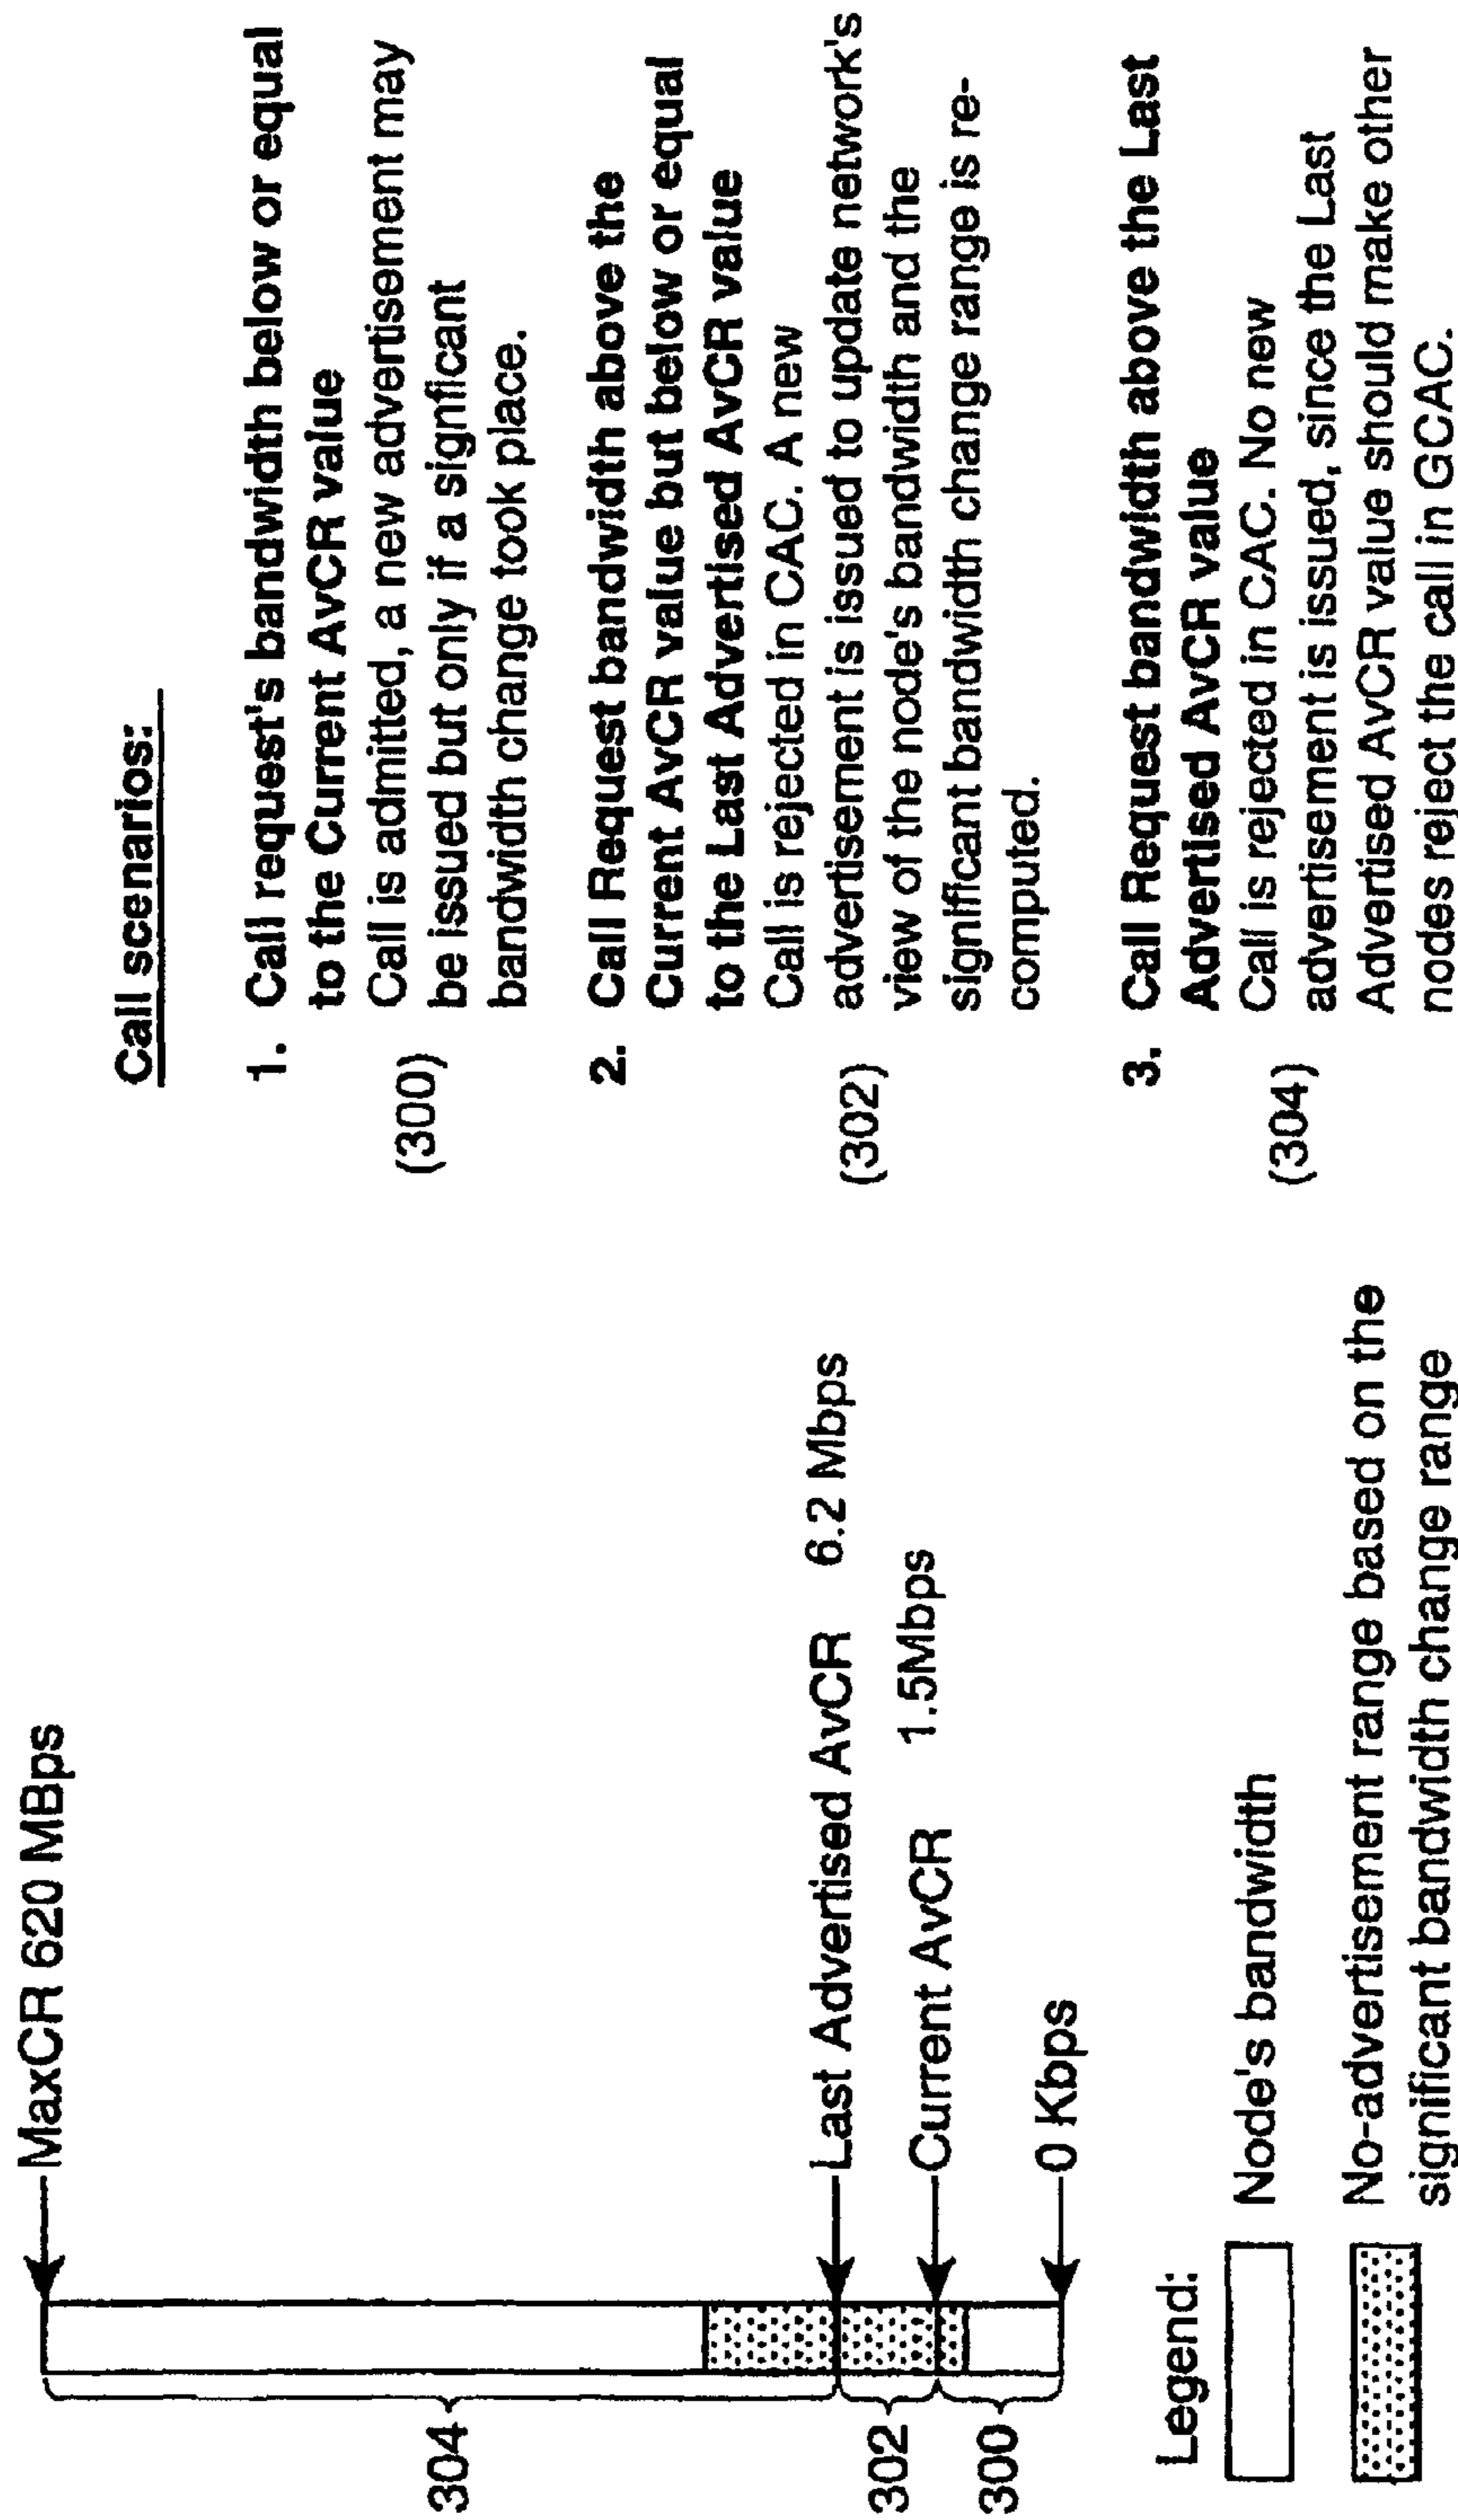 MaxCR 620 MBps
304
Last Advertised AvCR 6.2 Mbps
302
Current AvCR 1.5Mbps
300
0 Kbps
Legend:
Node's bandwidth
No-advertisement range based on the
significant bandwidth change range
Call scenarios:
1. Call request's bandwidth below or equal
to the Current AvCR value
(300) Call is admitted, a new advertisement may
be issued but only if a signficant
bandwidth change took place.
2. Call Request bandwidth above the
Current AvCR value but below or equal
to the Last Advertised AvCR value
Call is rejected in CAC. A new
(302) advertisement is issued to update network's
view of the node's bandwidth and the
significant bandwidth change range is re-
computed.
3. Call Request bandwidth above the Last
Advertised AvCR value
Call is rejected in CAC. No new
(304) advertisement is issued, since the Last
Advertised AvCR value should make other
nodes reject the call in GCAC.